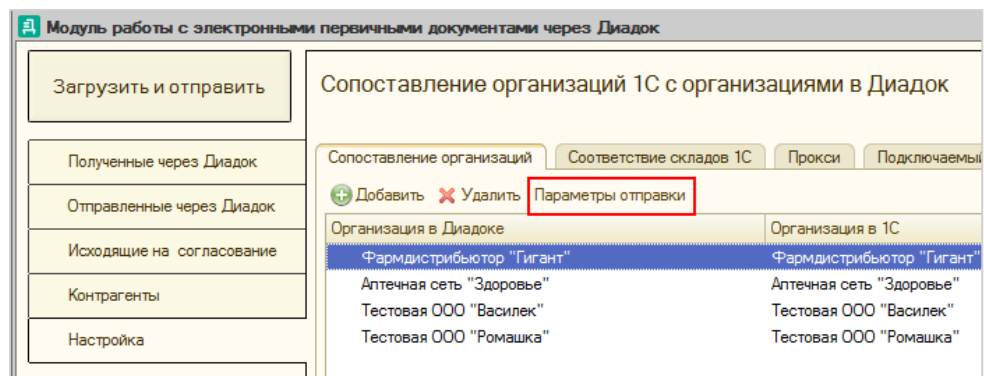 Модуль работы с электронными первичными документами через Диадок
Загрузить и отправить
Сопоставление организаций 1С с организациями в Диадок
Полученные через Диадок
Отправленные через Диадок
Исходящие на согласование
Контрагенты
Настройка
Сопоставление организаций Соответствие складов 1С Прокси Подключаемый
Добавить Удалить Параметры отправки
Организация в Диадоке Организация в 1С
Фармдистрибьютор "Гигант" Фармдистрибьютор "Гигант"
Аптечная сеть "Здоровье" Аптечная сеть "Здоровье"
Тестовая ООО "Василек" Тестовая ООО "Василек"
Тестовая ООО "Ромашка" Тестовая ООО "Ромашка"